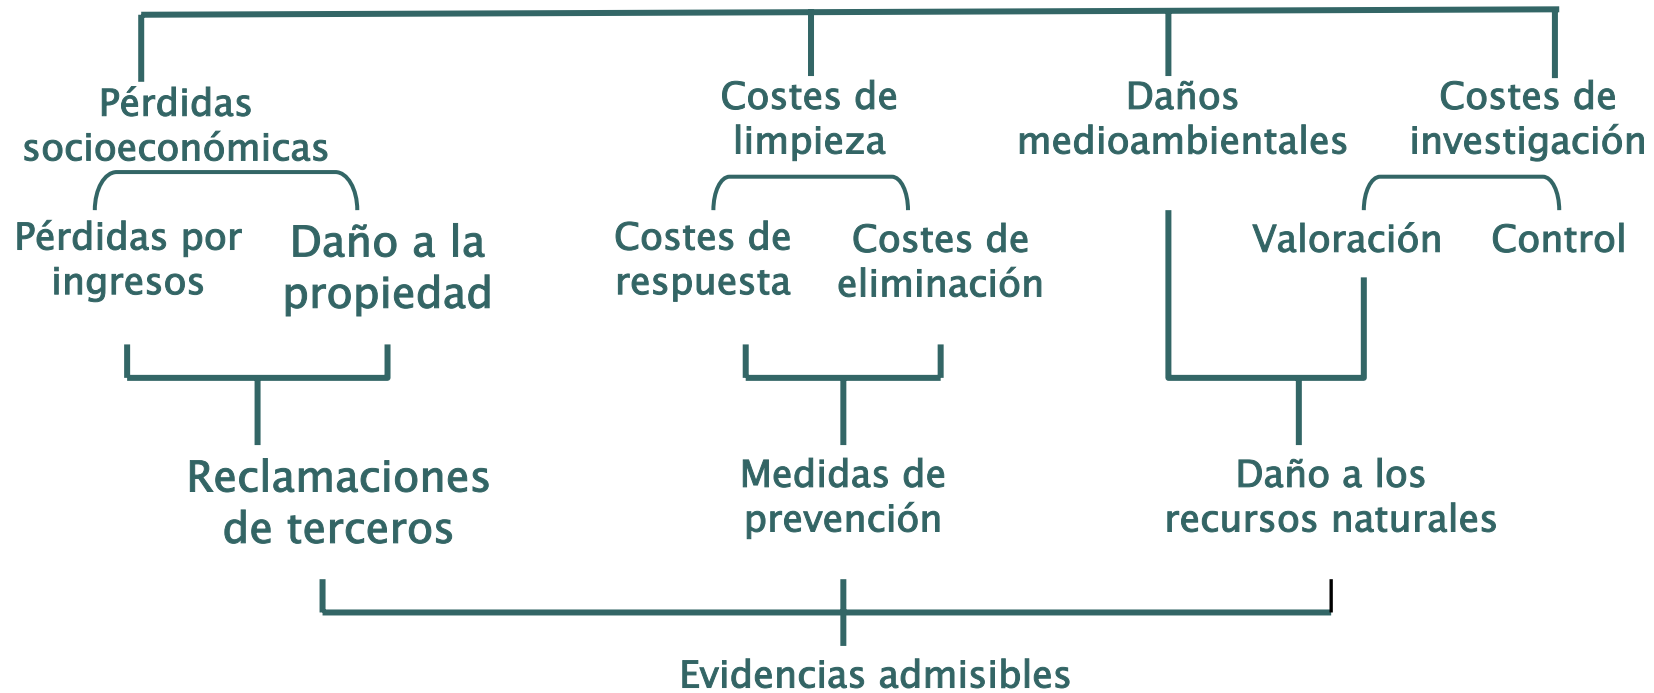 Pérdidas
socioeconómicas
Costes de
limpieza
Daños
medioambientales
Costes de
investigación
Pérdidas por
ingresos
Daño a la
propiedad
Costes de
respuesta
Costes de
eliminación
Valoración
Control
Reclamaciones
de terceros
Medidas de
prevención
Daño a los
recursos naturales
Evidencias admisibles